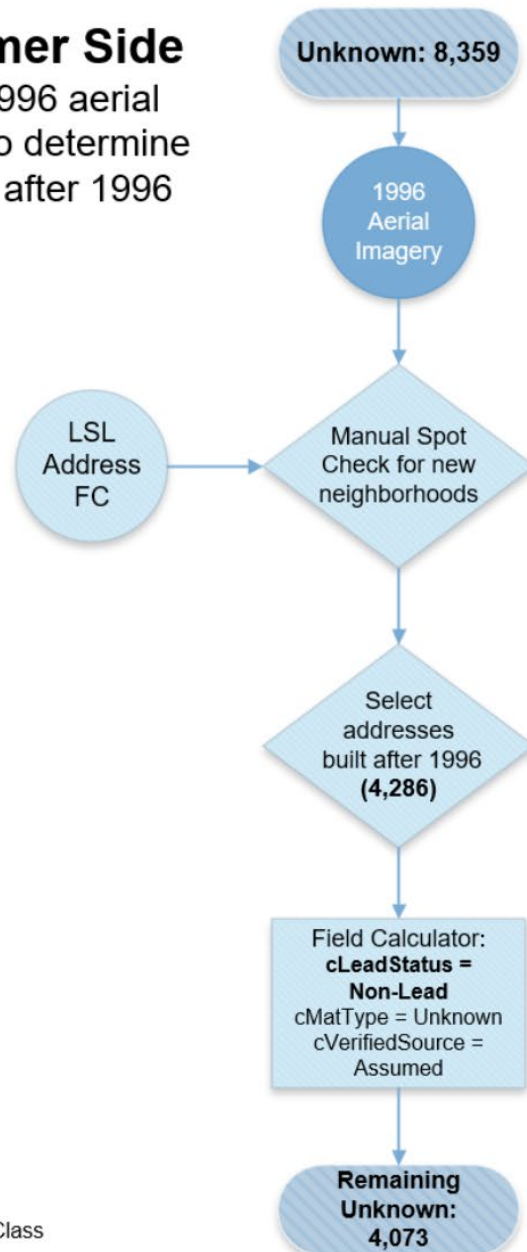 mer Side
996 aerial
o determine
after 1996
Unknown: 8,359
1996
Aerial
Imagery
LSL
Address
FC
Manual Spot
Check for new
neighborhoods
Select
addresses
built after 1996
(4,286)
Field Calculator:
cLeadStatus =
Non-Lead
cMatType = Unknown
cVerifiedSource =
Assumed
Remaining
Unknown:
4,073
Class